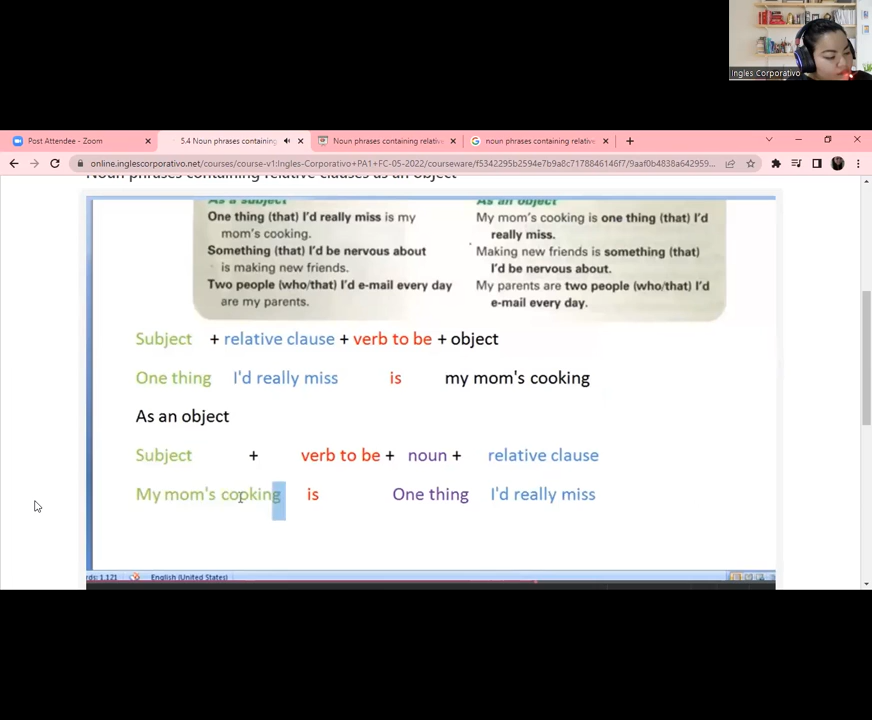 Ingles Corporativo
Post Attendee - Zoom
5.4 Noun phrases containing
Noun phrases containing relativ
noun phrases containing relative
online.inglescorporativo.net/courses/course-v1:Ingles-Corporativo+PA1+FC-05-2022/courseware/f5342295b2594e7b9a8c7178846146f7/9aaf0b4838a642959...
Noun phrases containing relative clauses as an object
As a subject
One thing (that) I'd really miss is my
mom's cooking.
Something (that) I'd be nervous about
is making new friends.
Two people (who/that) I'd e-mail every day
are my parents.
As an object
My mom's cooking is one thing (that) I'd
really miss.
Making new friends is something (that)
I'd be nervous about.
My parents are two people (who/that) I'd
e-mail every day.
Subject + relative clause + verb to be + object
One thing I'd really miss is my mom's cooking
As an object
Subject + verb to be + noun + relative clause
My mom's cooking is One thing I'd really miss
ds: 1.121 English (United States)